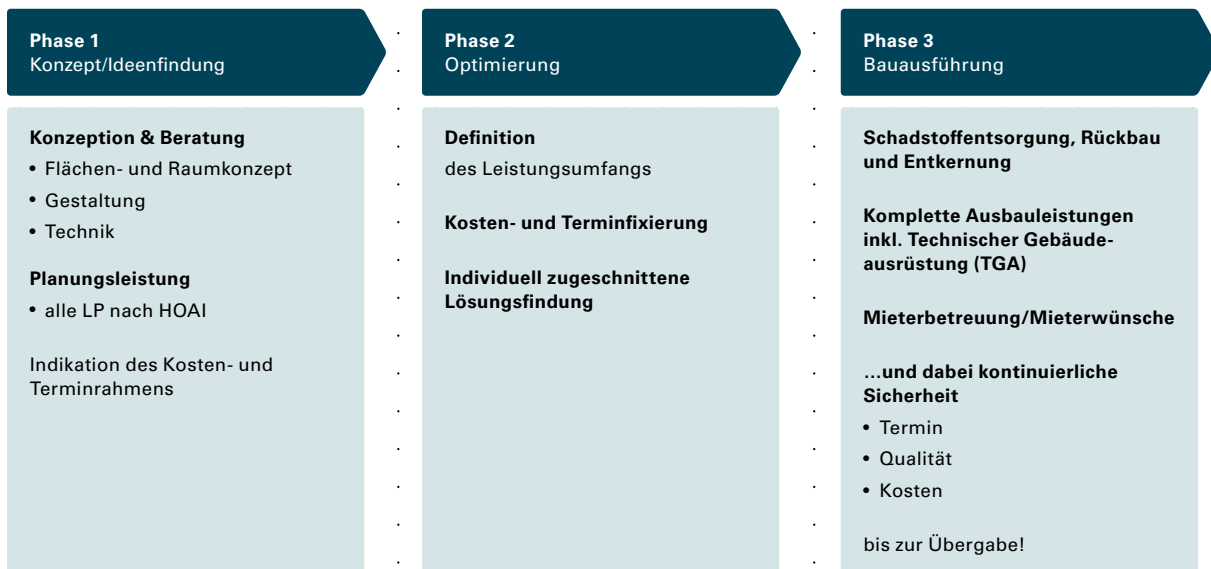 Phase 1
Konzept/Ideenfindung
Konzeption & Beratung
• Flächen- und Raumkonzept
• Gestaltung
• Technik
Planungsleistung
• alle LP nach HOAI
Indikation des Kosten- und
Terminrahmens
Phase 2
Optimierung
Definition
des Leistungsumfangs
Kosten- und Terminfixierung
Individuell zugeschnittene
Lösungsfindung
Phase 3
Bauausführung
Schadstoffentsorgung, Rückbau
und Entkernung
Komplette Ausbauleistungen
inkl. Technischer Gebäude-
ausrüstung (TGA)
Mieterbetreuung/Mieterwünsche
…und dabei kontinuierliche
Sicherheit
• Termin
• Qualität
• Kosten
bis zur Übergabe!